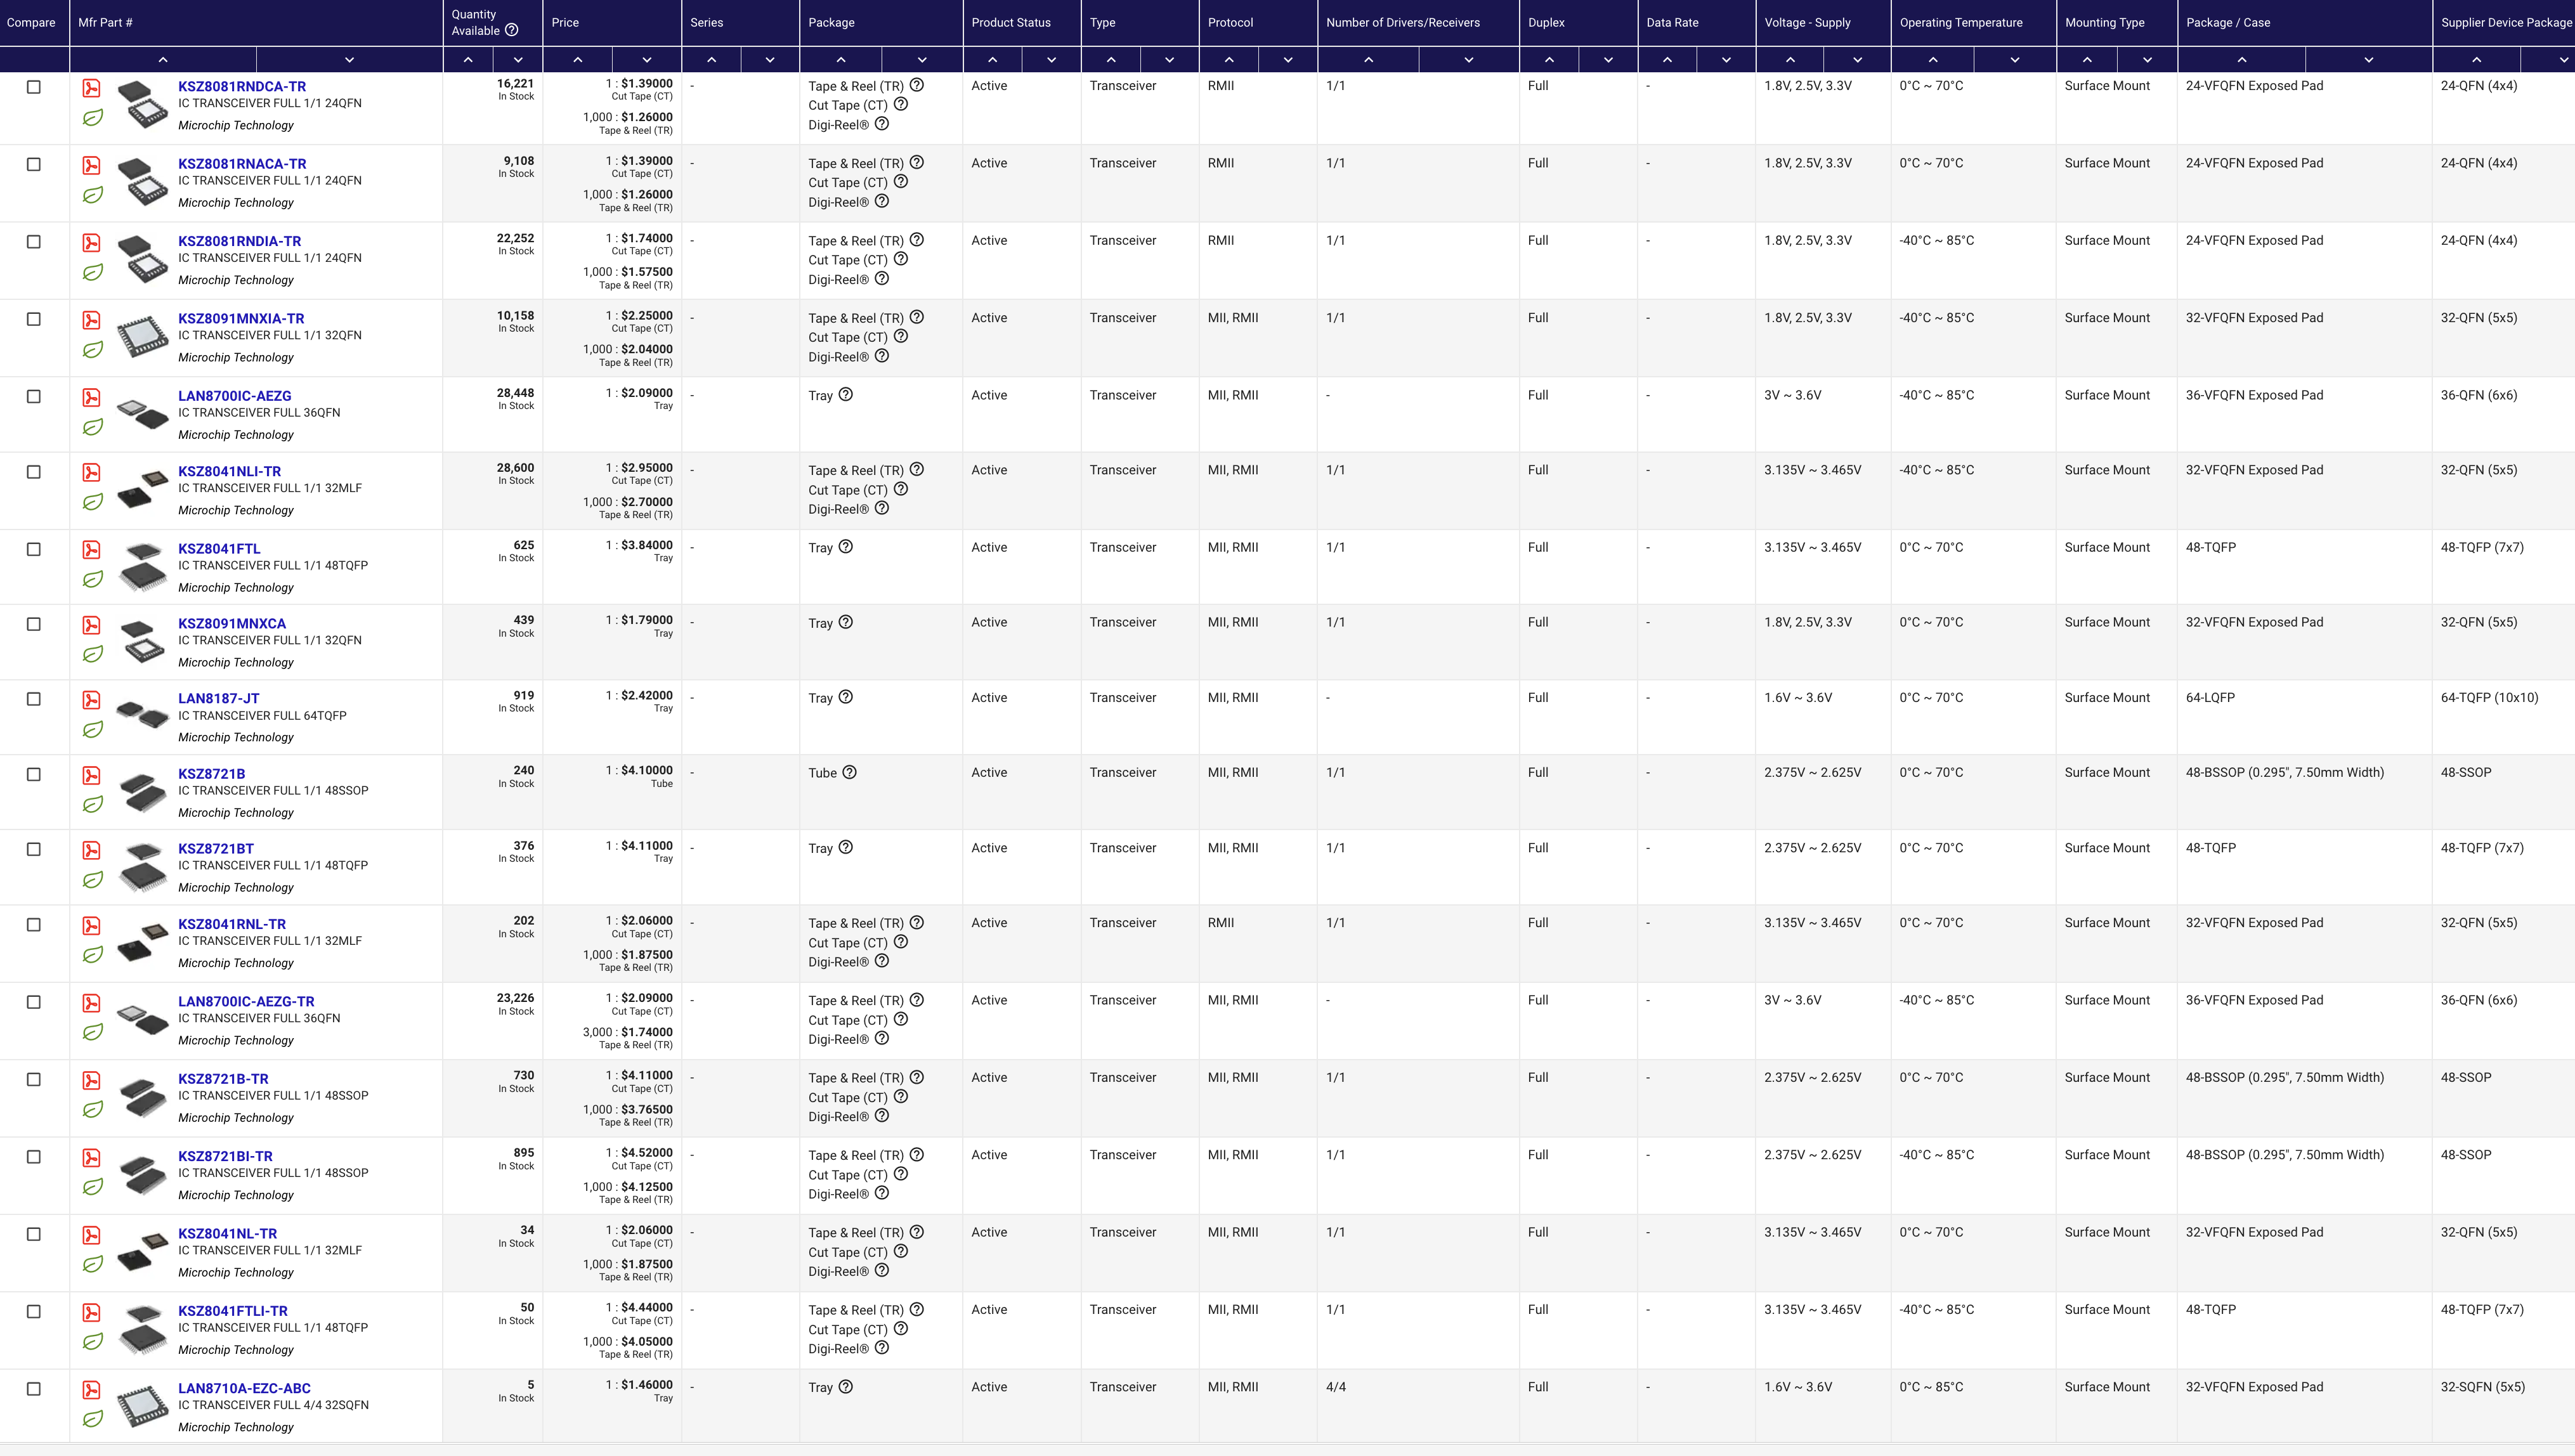 Compare
Mfr Part #
Quantity
Available
Price
Series
Package
Product Status
Type
Protocol
Number of Drivers/Receivers
Duplex
Data Rate
Voltage - Supply
Operating Temperature
Mounting Type
Package / Case
Supplier Device Package
KSZ8081RNDCA-TR
IC TRANSCEIVER FULL 1/1 24QFN
Microchip Technology
16,221
In Stock
1 : $1.39000
Cut Tape (CT)
1,000 : $1.26000
Tape & Reel (TR)
-
Tape & Reel (TR)
Cut Tape (CT)
Digi-Reel®
Active
Transceiver
RMII
1/1
Full
-
1.8V, 2.5V, 3.3V
0°C ~ 70°C
Surface Mount
24-VFQFN Exposed Pad
24-QFN (4x4)
KSZ8081RNACA-TR
IC TRANSCEIVER FULL 1/1 24QFN
Microchip Technology
9,108
In Stock
1 : $1.39000
Cut Tape (CT)
1,000 : $1.26000
Tape & Reel (TR)
-
Tape & Reel (TR)
Cut Tape (CT)
Digi-Reel®
Active
Transceiver
RMII
1/1
Full
-
1.8V, 2.5V, 3.3V
0°C ~ 70°C
Surface Mount
24-VFQFN Exposed Pad
24-QFN (4x4)
KSZ8081RNDIA-TR
IC TRANSCEIVER FULL 1/1 24QFN
Microchip Technology
22,252
In Stock
1 : $1.74000
Cut Tape (CT)
1,000 : $1.57500
Tape & Reel (TR)
-
Tape & Reel (TR)
Cut Tape (CT)
Digi-Reel®
Active
Transceiver
RMII
1/1
Full
-
1.8V, 2.5V, 3.3V
-40°C ~ 85°C
Surface Mount
24-VFQFN Exposed Pad
24-QFN (4x4)
KSZ8091MNXIA-TR
IC TRANSCEIVER FULL 1/1 32QFN
Microchip Technology
10,158
In Stock
1 : $2.25000
Cut Tape (CT)
1,000 : $2.04000
Tape & Reel (TR)
-
Tape & Reel (TR)
Cut Tape (CT)
Digi-Reel®
Active
Transceiver
MII, RMII
1/1
Full
-
1.8V, 2.5V, 3.3V
-40°C ~ 85°C
Surface Mount
32-VFQFN Exposed Pad
32-QFN (5x5)
LAN8700IC-AEZG
IC TRANSCEIVER FULL 36QFN
Microchip Technology
28,448
In Stock
1 : $2.09000
Tray
-
Tray
Active
Transceiver
MII, RMII
-
Full
-
3V ~ 3.6V
-40°C ~ 85°C
Surface Mount
36-VFQFN Exposed Pad
36-QFN (6x6)
KSZ8041NLI-TR
IC TRANSCEIVER FULL 1/1 32MLF
Microchip Technology
28,600
In Stock
1 : $2.95000
Cut Tape (CT)
1,000 : $2.70000
Tape & Reel (TR)
-
Tape & Reel (TR)
Cut Tape (CT)
Digi-Reel®
Active
Transceiver
MII, RMII
1/1
Full
-
3.135V ~ 3.465V
-40°C ~ 85°C
Surface Mount
32-VFQFN Exposed Pad
32-QFN (5x5)
KSZ8041FTL
IC TRANSCEIVER FULL 1/1 48TQFP
Microchip Technology
625
In Stock
1 : $3.84000
Tray
-
Tray
Active
Transceiver
MII, RMII
1/1
Full
-
3.135V ~ 3.465V
0°C ~ 70°C
Surface Mount
48-TQFP
48-TQFP (7x7)
KSZ8091MNXCA
IC TRANSCEIVER FULL 1/1 32QFN
Microchip Technology
439
In Stock
1 : $1.79000
Tray
-
Tray
Active
Transceiver
MII, RMII
1/1
Full
-
1.8V, 2.5V, 3.3V
0°C ~ 70°C
Surface Mount
32-VFQFN Exposed Pad
32-QFN (5x5)
LAN8187-JT
IC TRANSCEIVER FULL 64TQFP
Microchip Technology
919
In Stock
1 : $2.42000
Tray
-
Tray
Active
Transceiver
MII, RMII
-
Full
-
1.6V ~ 3.6V
0°C ~ 70°C
Surface Mount
64-LQFP
64-TQFP (10x10)
KSZ8721B
IC TRANSCEIVER FULL 1/1 48SSOP
Microchip Technology
240
In Stock
1 : $4.10000
Tube
-
Tube
Active
Transceiver
MII, RMII
1/1
Full
-
2.375V ~ 2.625V
0°C ~ 70°C
Surface Mount
48-BSSOP (0.295", 7.50mm Width)
48-SSOP
KSZ8721BT
IC TRANSCEIVER FULL 1/1 48TQFP
Microchip Technology
376
In Stock
1 : $4.11000
Tray
-
Tray
Active
Transceiver
MII, RMII
1/1
Full
-
2.375V ~ 2.625V
0°C ~ 70°C
Surface Mount
48-TQFP
48-TQFP (7x7)
KSZ8041RNL-TR
IC TRANSCEIVER FULL 1/1 32MLF
Microchip Technology
202
In Stock
1 : $2.06000
Cut Tape (CT)
1,000 : $1.87500
Tape & Reel (TR)
-
Tape & Reel (TR)
Cut Tape (CT)
Digi-Reel®
Active
Transceiver
RMII
1/1
Full
-
3.135V ~ 3.465V
0°C ~ 70°C
Surface Mount
32-VFQFN Exposed Pad
32-QFN (5x5)
LAN8700IC-AEZG-TR
IC TRANSCEIVER FULL 36QFN
Microchip Technology
23,226
In Stock
1 : $2.09000
Cut Tape (CT)
3,000 : $1.74000
Tape & Reel (TR)
-
Tape & Reel (TR)
Cut Tape (CT)
Digi-Reel®
Active
Transceiver
MII, RMII
-
Full
-
3V ~ 3.6V
-40°C ~ 85°C
Surface Mount
36-VFQFN Exposed Pad
36-QFN (6x6)
KSZ8721B-TR
IC TRANSCEIVER FULL 1/1 48SSOP
Microchip Technology
730
In Stock
1 : $4.11000
Cut Tape (CT)
1,000 : $3.76500
Tape & Reel (TR)
-
Tape & Reel (TR)
Cut Tape (CT)
Digi-Reel®
Active
Transceiver
MII, RMII
1/1
Full
-
2.375V ~ 2.625V
0°C ~ 70°C
Surface Mount
48-BSSOP (0.295", 7.50mm Width)
48-SSOP
KSZ8721BI-TR
IC TRANSCEIVER FULL 1/1 48SSOP
Microchip Technology
895
In Stock
1 : $4.52000
Cut Tape (CT)
1,000 : $4.12500
Tape & Reel (TR)
-
Tape & Reel (TR)
Cut Tape (CT)
Digi-Reel®
Active
Transceiver
MII, RMII
1/1
Full
-
2.375V ~ 2.625V
-40°C ~ 85°C
Surface Mount
48-BSSOP (0.295", 7.50mm Width)
48-SSOP
KSZ8041NL-TR
IC TRANSCEIVER FULL 1/1 32MLF
Microchip Technology
34
In Stock
1 : $2.06000
Cut Tape (CT)
1,000 : $1.87500
Tape & Reel (TR)
-
Tape & Reel (TR)
Cut Tape (CT)
Digi-Reel®
Active
Transceiver
MII, RMII
1/1
Full
-
3.135V ~ 3.465V
0°C ~ 70°C
Surface Mount
32-VFQFN Exposed Pad
32-QFN (5x5)
KSZ8041FTLI-TR
IC TRANSCEIVER FULL 1/1 48TQFP
Microchip Technology
50
In Stock
1 : $4.44000
Cut Tape (CT)
1,000 : $4.05000
Tape & Reel (TR)
-
Tape & Reel (TR)
Cut Tape (CT)
Digi-Reel®
Active
Transceiver
MII, RMII
1/1
Full
-
3.135V ~ 3.465V
-40°C ~ 85°C
Surface Mount
48-TQFP
48-TQFP (7x7)
LAN8710A-EZC-ABC
IC TRANSCEIVER FULL 4/4 32SQFN
Microchip Technology
5
In Stock
1 : $1.46000
Tray
-
Tray
Active
Transceiver
MII, RMII
4/4
Full
-
1.6V ~ 3.6V
0°C ~ 85°C
Surface Mount
32-VFQFN Exposed Pad
32-SQFN (5x5)